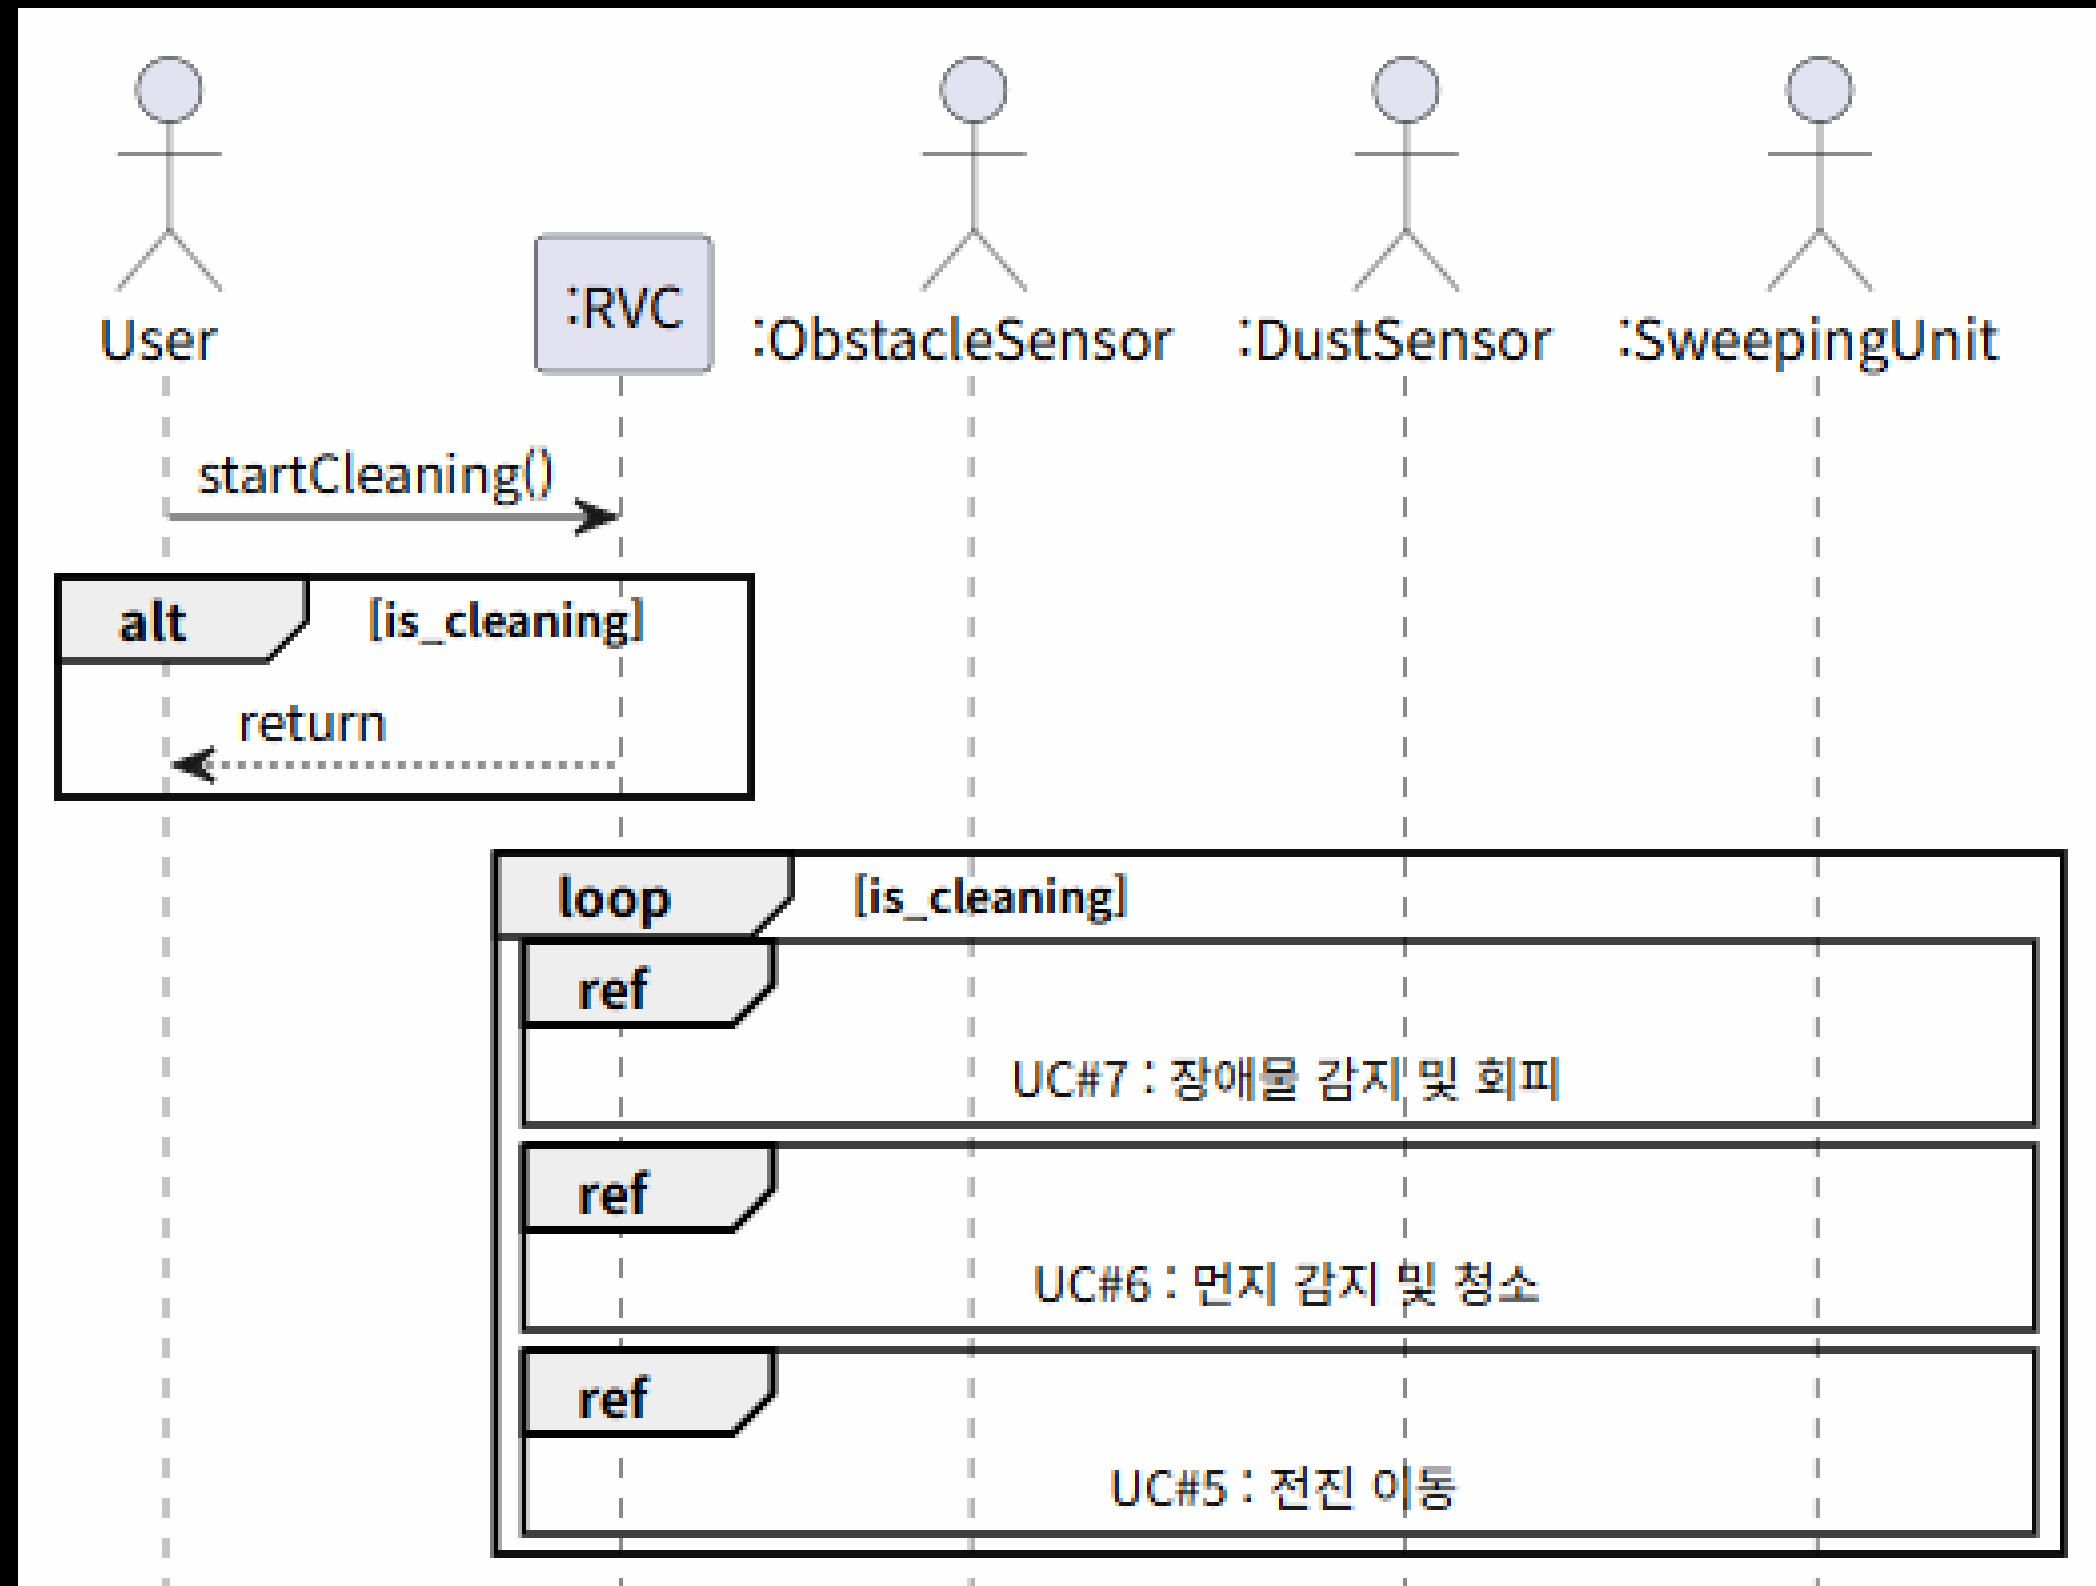 User
:RVC
:ObstacleSensor
:DustSensor
:SweepingUnit
startCleaning()
alt [is_cleaning]
return
loop [is_cleaning]
ref
UC#7 : 장애물 감지 및 회피
ref
UC#6 : 먼지 감지 및 청소
ref
UC#5 : 전진 이동